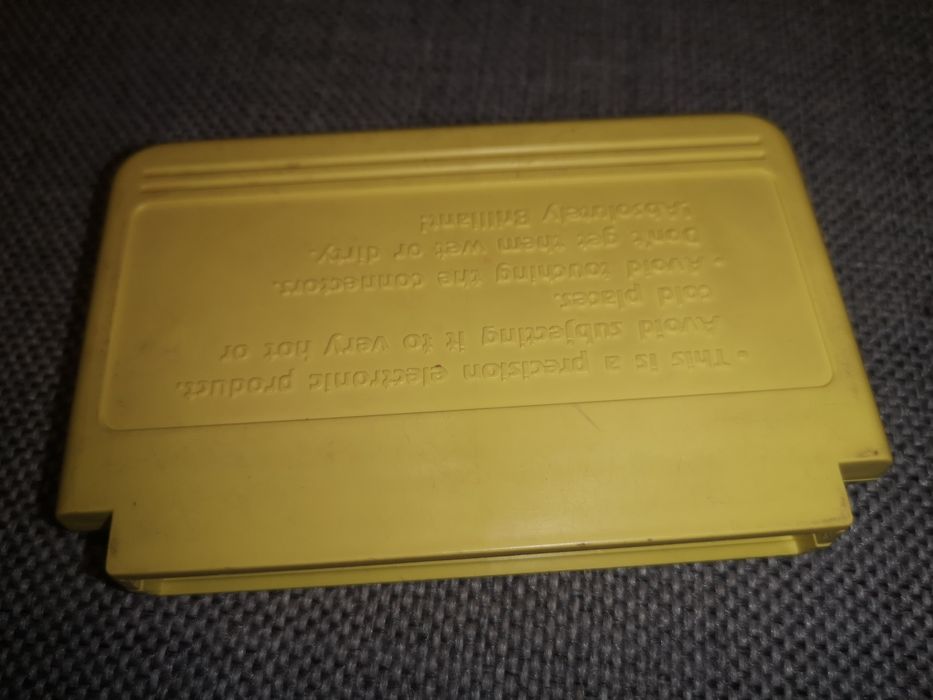 • This is a precision electronic product.
Avoid subjecting it to very hot or
cold places.
• Avoid touching the connectors.
Don't get them wet or dirty.
!Absolutely Brilliant!